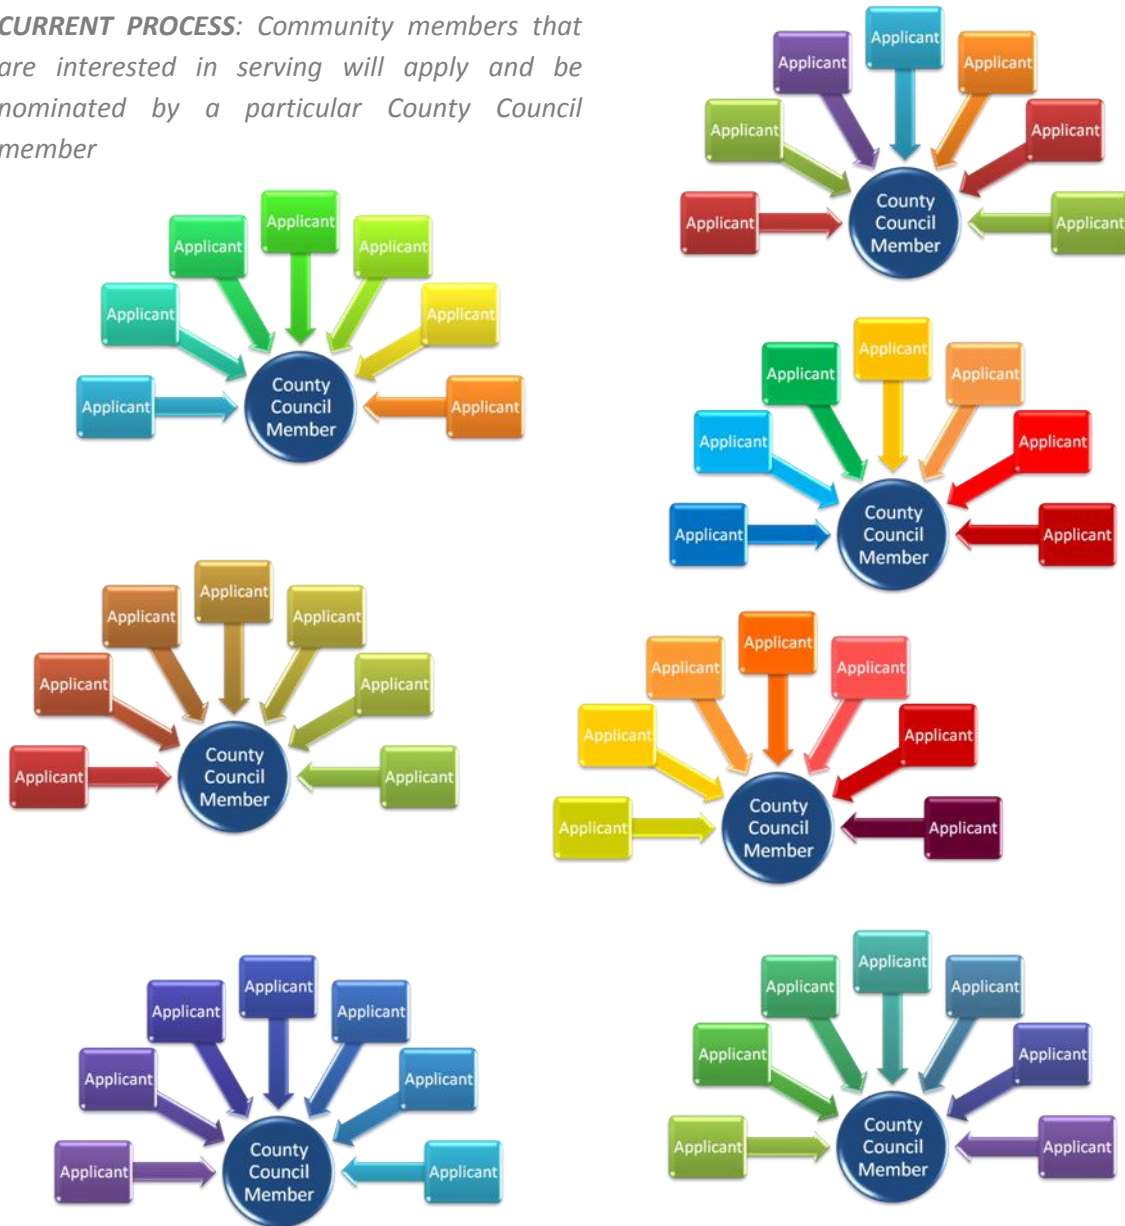 CURRENT PROCESS: Community members that
are interested in serving will apply and be
nominated by a particular County Council
member
Applicant
Applicant
Applicant
Applicant
Applicant
Applicant
Applicant
County
Council
Member
Applicant
Applicant
Applicant
Applicant
Applicant
Applicant
Applicant
County
Council
Member
Applicant
Applicant
Applicant
Applicant
Applicant
Applicant
Applicant
County
Council
Member
Applicant
Applicant
Applicant
Applicant
Applicant
Applicant
Applicant
County
Council
Member
Applicant
Applicant
Applicant
Applicant
Applicant
Applicant
Applicant
County
Council
Member
Applicant
Applicant
Applicant
Applicant
Applicant
Applicant
Applicant
County
Council
Member
Applicant
Applicant
Applicant
Applicant
Applicant
Applicant
Applicant
County
Council
Member